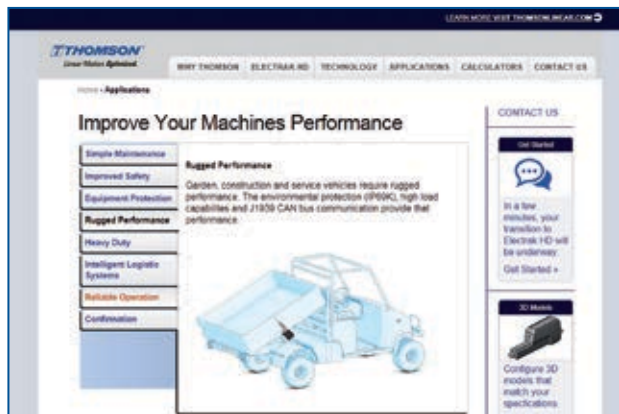 LEARN MORE VISIT THOMSONLINEAR.COM
THOMSON
Linear Motion. Optimized.
WHY THOMSON ELECTRAK HD TECHNOLOGY APPLICATIONS CALCULATORS CONTACT US
Home › Applications
Improve Your Machines Performance
Simple Maintenance
Improved Safety
Equipment Protection
Rugged Performance
Heavy Duty
Intelligent Logistic
Systems
Reliable Operation
Confirmation
Rugged Performance
Garden, construction and service vehicles require rugged
performance. The environmental protection (IP69K), high load
capabilities and J1939 CAN bus communication provide that
performance.
CONTACT US
Get Started
In a few
minutes, your
transition to
Electrak HD will
be underway.
Get Started »
3D Models
Configure 3D
models that
match your
specifications